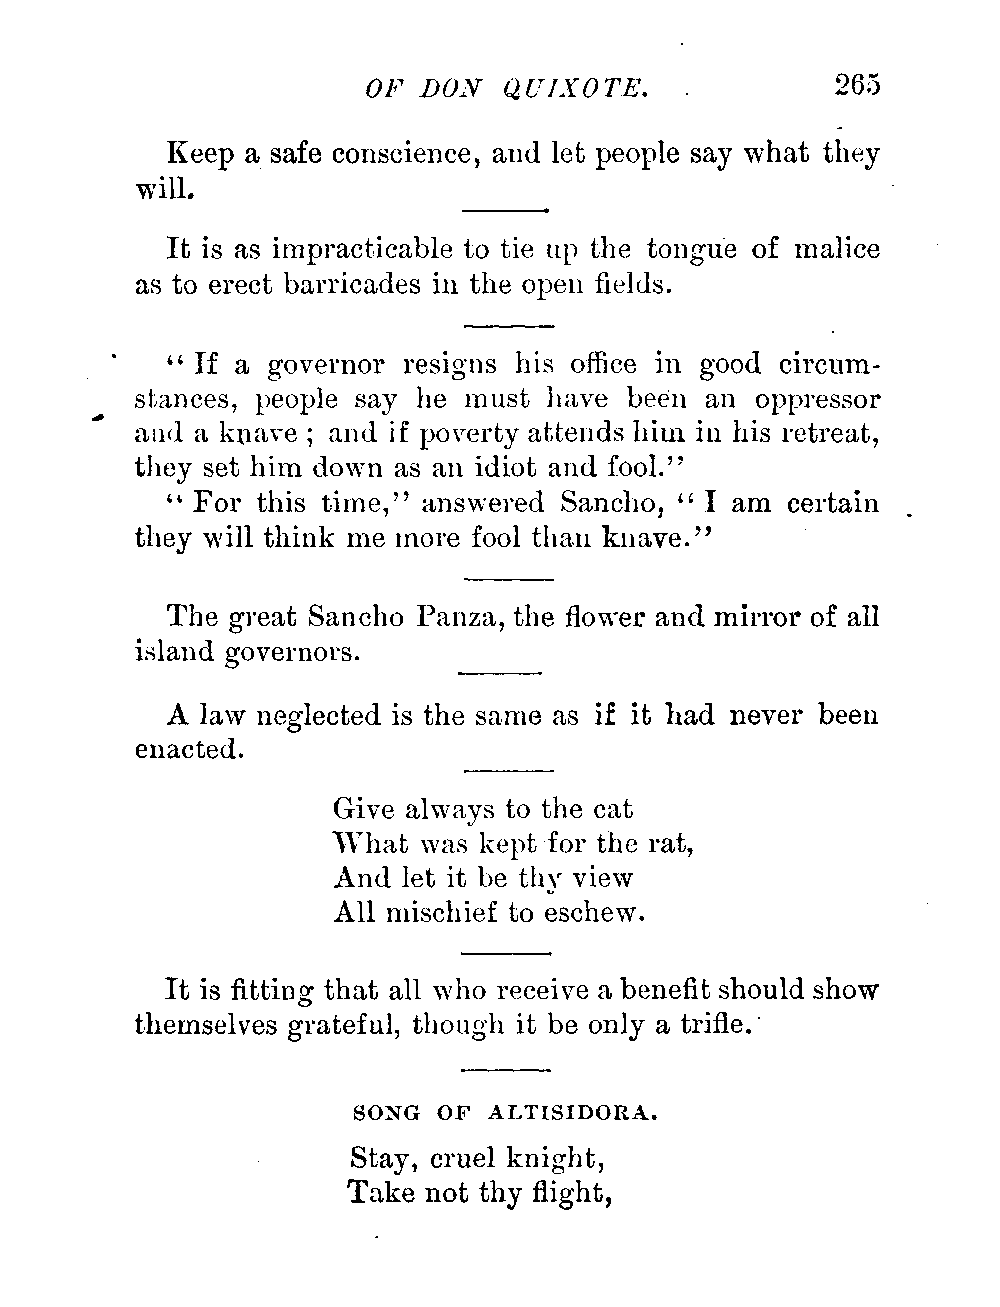 OF DON QUIXOTE. 265
Keep a safe conscience, and let people say what they
will.
It is as impracticable to tie up the tongue of malice
as to erect barricades in the open fields.
“ If a governor resigns his office in good circum-
stances, people say he must have been an oppressor
and a knave ; and if poverty attends him in his retreat,
they set him down as an idiot and fool.”
“ For this time,” answered Sancho, “ I am certain
they will think me more fool than knave.”
The great Sancho Panza, the flower and mirror of all
island governors.
A law neglected is the same as if it had never been
enacted.
Give always to the cat
What was kept for the rat,
And let it be thy view
All mischief to eschew.
It is fitting that all who receive a benefit should show
themselves grateful, though it be only a trifle.
SONG OF ALTISIDORA.
Stay, cruel knight,
Take not thy flight,